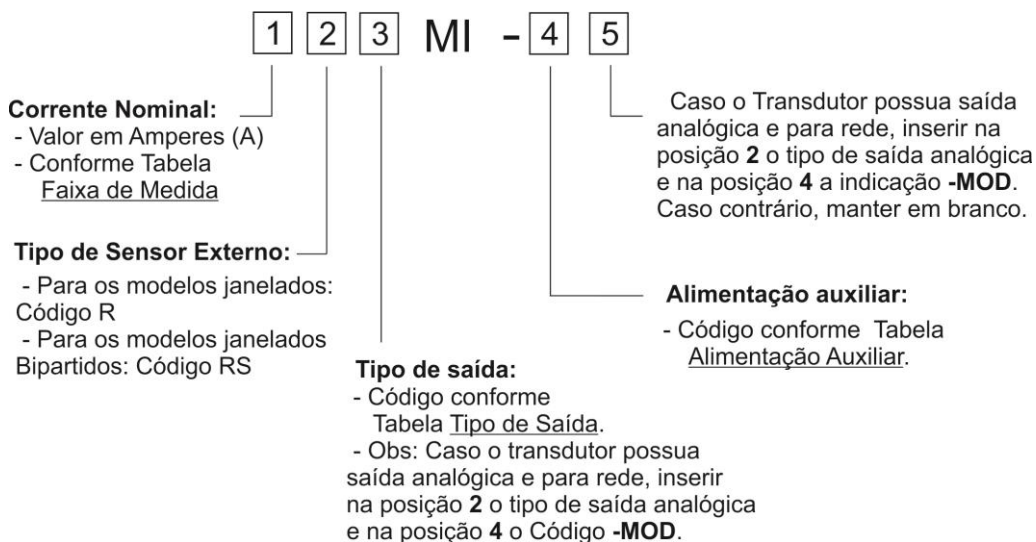 1 2 3 MI - 4 5
Corrente Nominal:
- Valor em Amperes (A)
- Conforme Tabela
Faixa de Medida
Tipo de Sensor Externo:
- Para os modelos janelados:
Código R
- Para os modelos janelados
Bipartidos: Código RS
Tipo de saída:
- Código conforme
Tabela Tipo de Saída.
- Obs: Caso o transdutor possua
saída analógica e para rede, inserir
na posição 2 o tipo de saída analógica
e na posição 4 o Código -MOD.
Caso o Transdutor possua saída
analógica e para rede, inserir na
posição 2 o tipo de saída analógica
e na posição 4 a indicação -MOD.
Caso contrário, manter em branco.
Alimentação auxiliar:
- Código conforme Tabela
Alimentação Auxiliar.